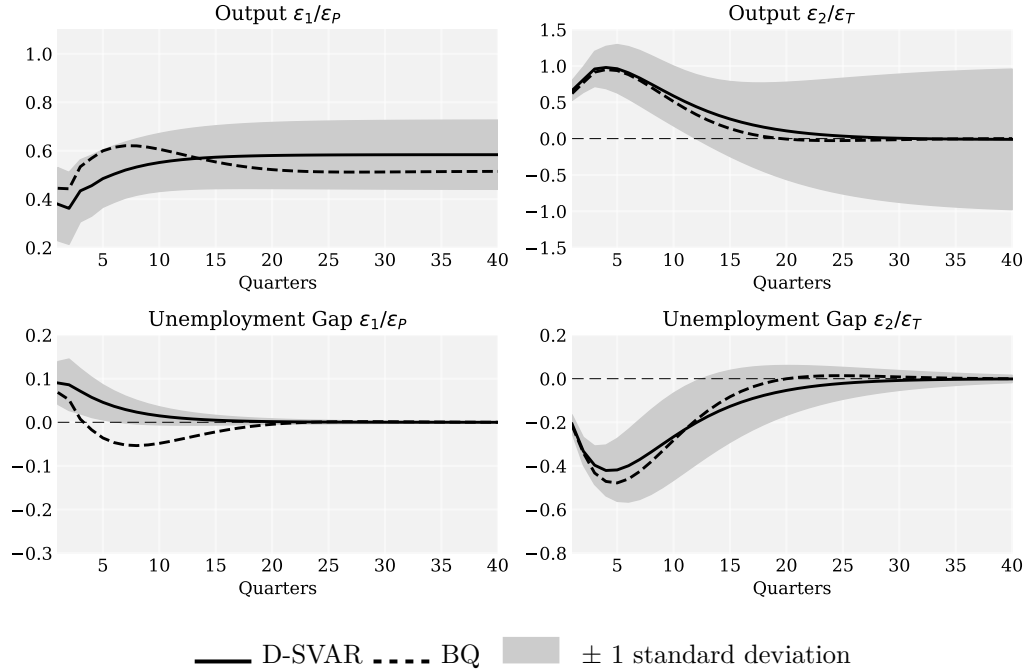 Output ε₁/ε_P
1.0
0.8
0.6
0.4
0.2
5 10 15 20 25 30 35 40
Quarters
Output ε₂/ε_T
1.5
1.0
0.5
0.0
−0.5
−1.0
−1.5
5 10 15 20 25 30 35 40
Quarters
Unemployment Gap ε₁/ε_P
0.2
0.1
0.0
−0.1
−0.2
−0.3
5 10 15 20 25 30 35 40
Quarters
Unemployment Gap ε₂/ε_T
0.2
0.0
−0.2
−0.4
−0.6
−0.8
5 10 15 20 25 30 35 40
Quarters
D-SVAR BQ ± 1 standard deviation